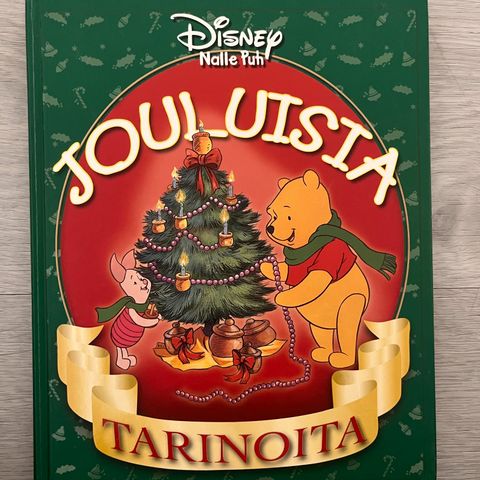 Disney
Nalle Puh
JOULUISIA
TARINOITA